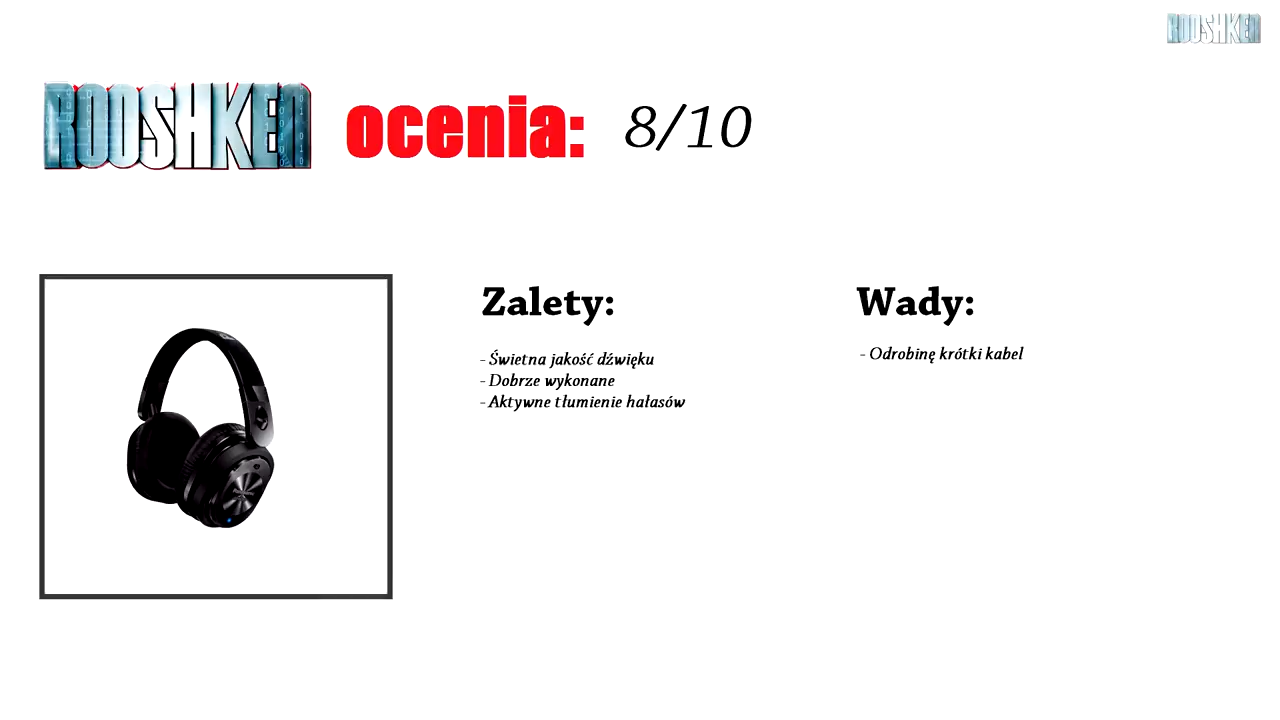 ROOSHKEN
ROOSHKEN ocenia: 8/10
Zalety:
- Świetna jakość dźwięku
- Dobrze wykonane
- Aktywne tłumienie hałasów
Wady:
- Odrobinę krótki kabel